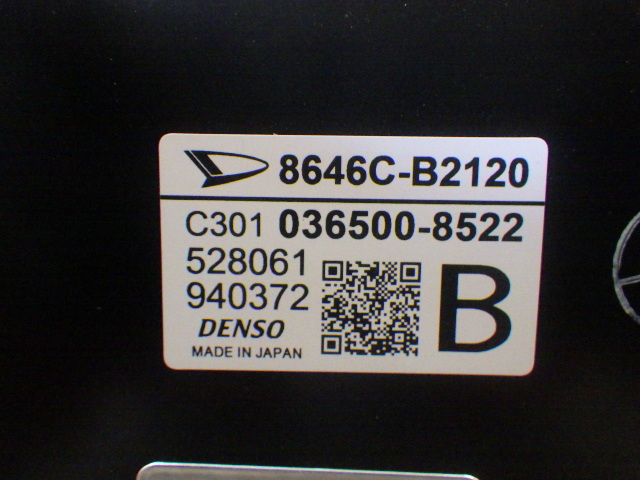 8646C-B2120
C301 036500-8522
528061
940372
B
DENSO
MADE IN JAPAN